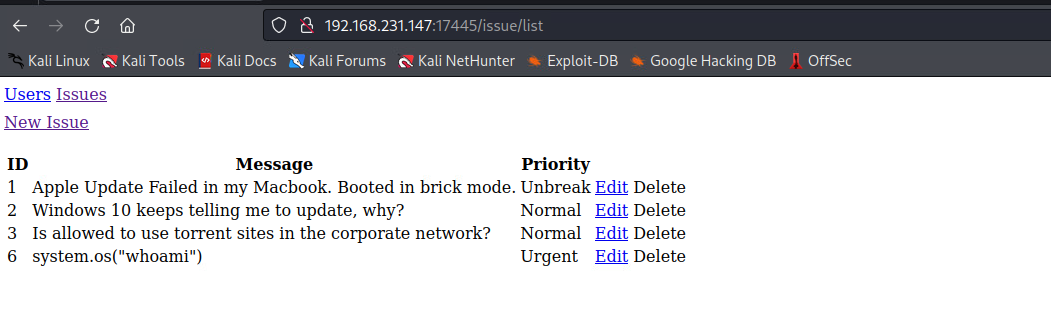 192.168.231.147:17445/issue/list
Kali Linux Kali Tools Kali Docs Kali Forums Kali NetHunter Exploit-DB Google Hacking DB OffSec
Users Issues
New Issue
ID Message Priority
1 Apple Update Failed in my Macbook. Booted in brick mode. Unbreak Edit Delete
2 Windows 10 keeps telling me to update, why? Normal Edit Delete
3 Is allowed to use torrent sites in the corporate network? Normal Edit Delete
6 system.os("whoami") Urgent Edit Delete